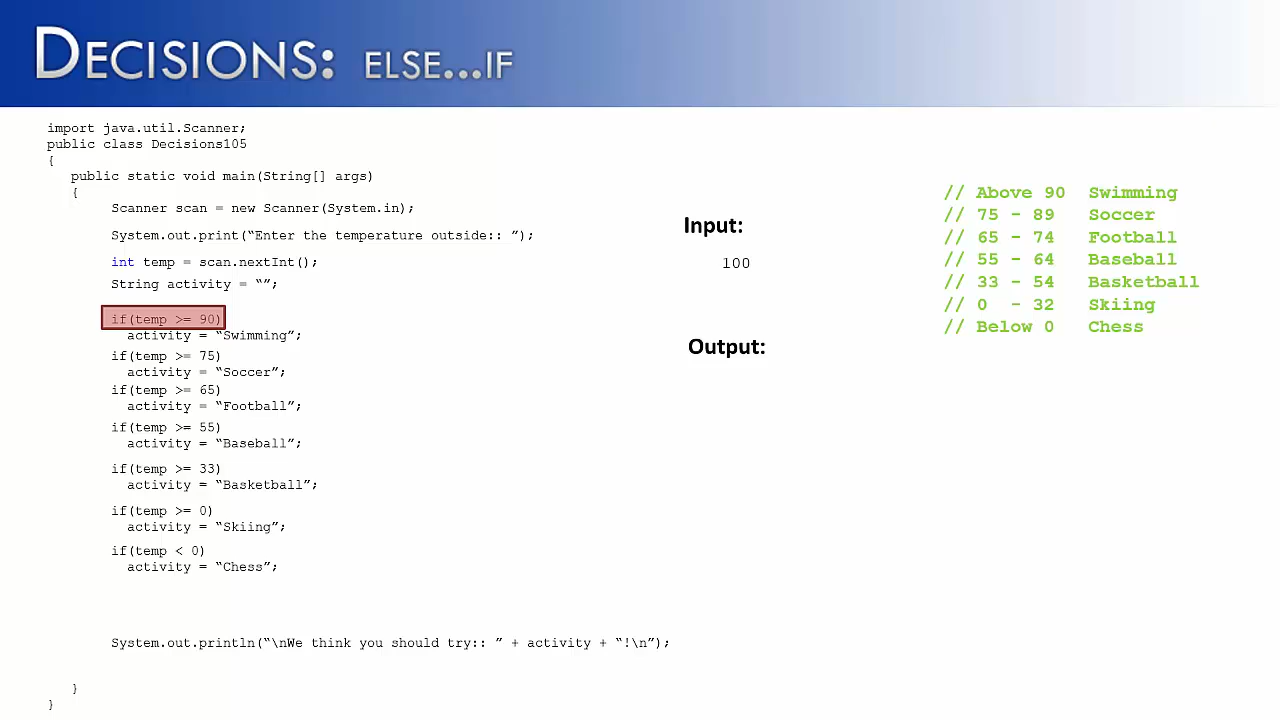 DECISIONS: ELSE...IF
import java.util.Scanner;
public class Decisions105
{
public static void main(String[] args)
{
Scanner scan = new Scanner(System.in);
System.out.print(“Enter the temperature outside:: ”);
int temp = scan.nextInt();
String activity = “”;
if(temp >= 90)
activity = “Swimming”;
if(temp >= 75)
activity = “Soccer”;
if(temp >= 65)
activity = “Football”;
if(temp >= 55)
activity = “Baseball”;
if(temp >= 33)
activity = “Basketball”;
if(temp >= 0)
activity = “Skiing”;
if(temp < 0)
activity = “Chess”;
System.out.println(“\nWe think you should try:: ” + activity + “!\n”);
}
}
Input:
100
Output:
// Above 90 Swimming
// 75 - 89 Soccer
// 65 - 74 Football
// 55 - 64 Baseball
// 33 - 54 Basketball
// 0 - 32 Skiing
// Below 0 Chess